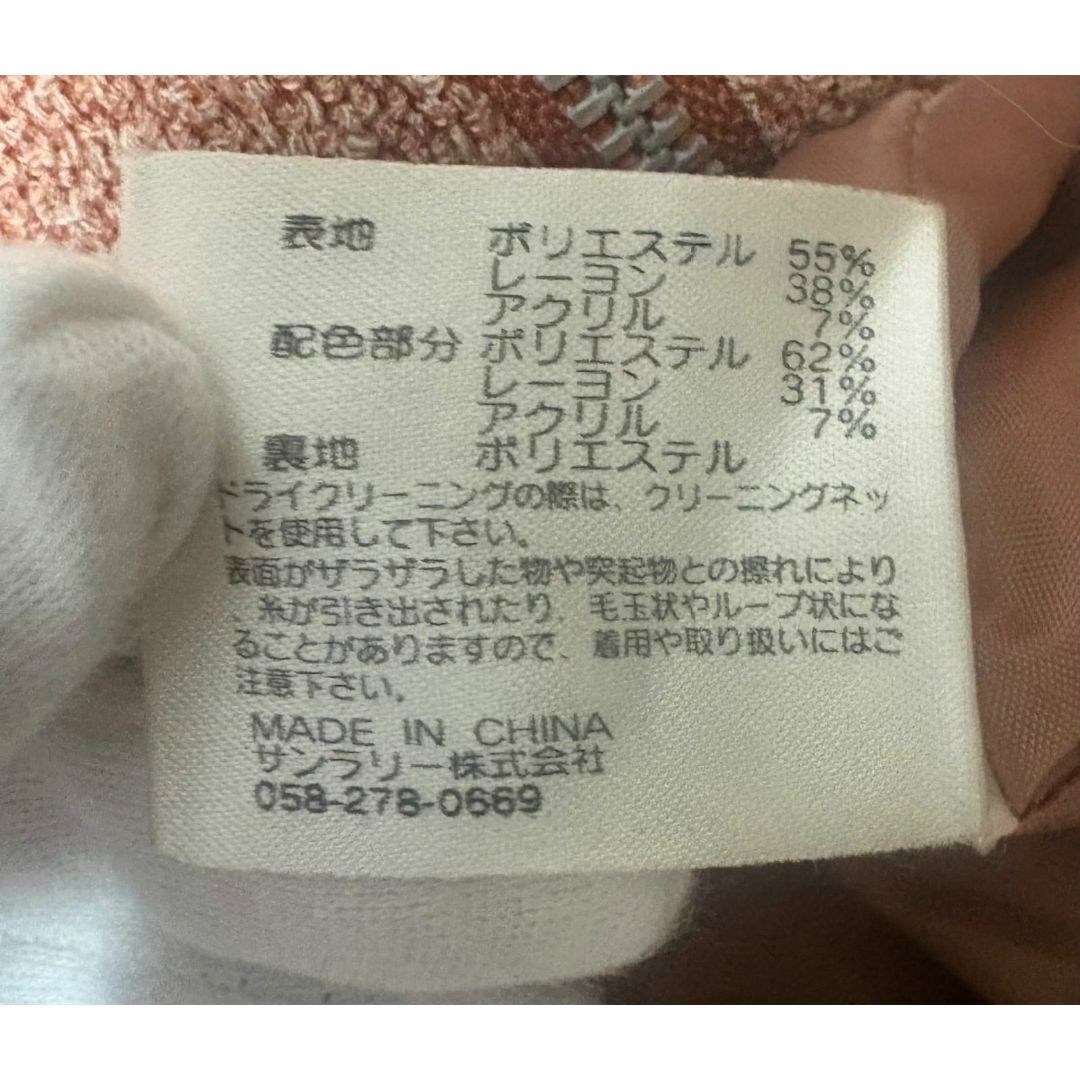 表地 ポリエステル 55%
レーヨン 38%
アクリル 7%
配色部分 ポリエステル 62%
レーヨン 31%
アクリル 7%
裏地 ポリエステル
ドライクリーニングの際は、クリーニングネッ
トを使用して下さい。
表面がザラザラした物や突起物との擦れにより
、糸が引き出されたり、毛玉状やループ状にな
ることがありますので、着用や取り扱いにはご
注意下さい。
MADE IN CHINA
サンラリー株式会社
058-278-0669